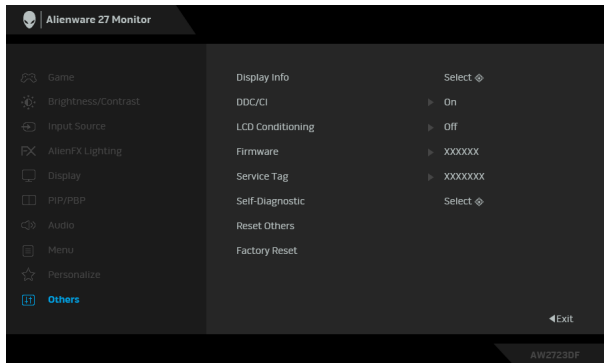 Alienware 27 Monitor
Game
Brightness/Contrast
Input Source
AlienFX Lighting
Display
PIP/PBP
Audio
Menu
Personalize
Others
Display Info Select
DDC/CI On
LCD Conditioning Off
Firmware XXXXXX
Service Tag XXXXXXX
Self-Diagnostic Select
Reset Others
Factory Reset
Exit
AW2723DF